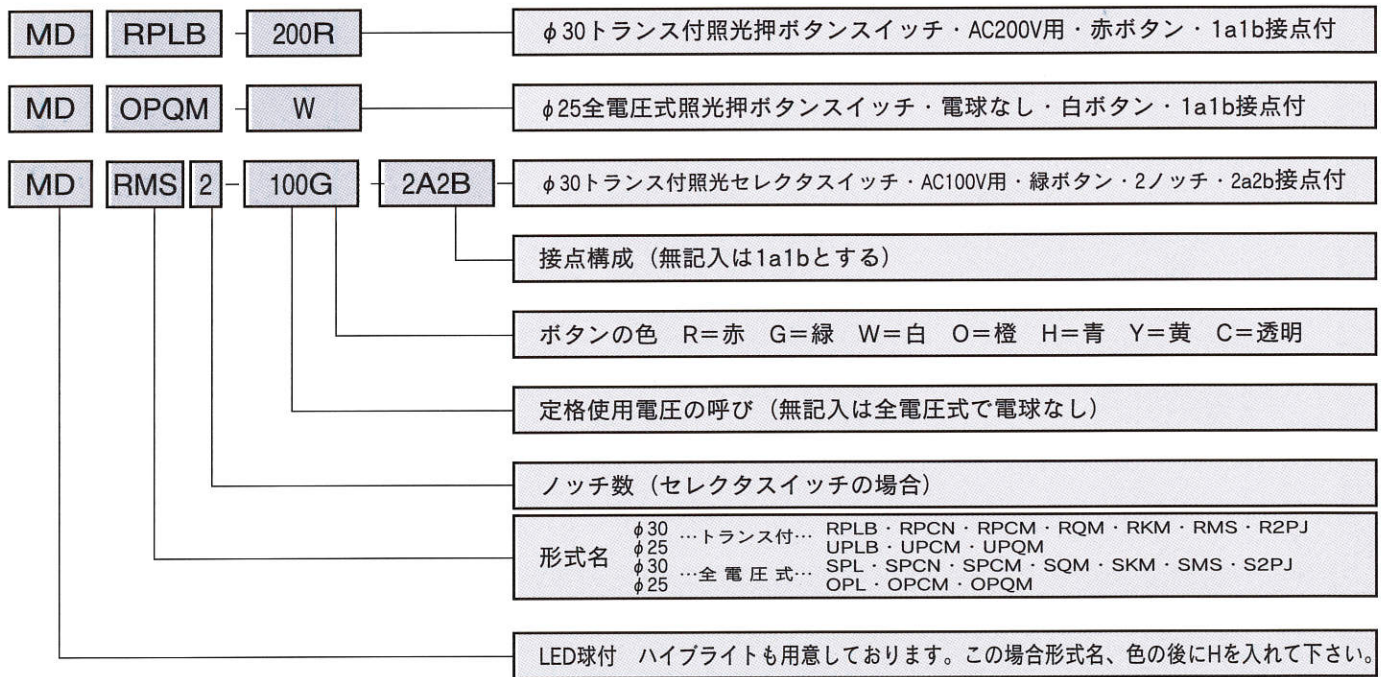 MD RPLB - 200R φ30トランス付照光押ボタンスイッチ・AC200V用・赤ボタン・1a1b接点付
MD OPQM - W φ25全電圧式照光押ボタンスイッチ・電球なし・白ボタン・1a1b接点付
MD RMS 2 - 100G - 2A2B φ30トランス付照光セレクタスイッチ・AC100V用・緑ボタン・2ノッチ・2a2b接点付
接点構成（無記入は1a1bとする）
ボタンの色 R=赤 G=緑 W=白 O=橙 H=青 Y=黄 C=透明
定格使用電圧の呼び（無記入は全電圧式で電球なし）
ノッチ数（セレクタスイッチの場合）
形式名
φ30 …トランス付… RPLB・RPCN・RPCM・RQM・RKM・RMS・R2PJ
φ25 UPLB・UPCM・UPQM
φ30 …全電圧式… SPL・SPCN・SPCM・SQM・SKM・SMS・S2PJ
φ25 OPL・OPCM・OPQM
LED球付 ハイブライトも用意しております。この場合形式名、色の後にHを入れて下さい。